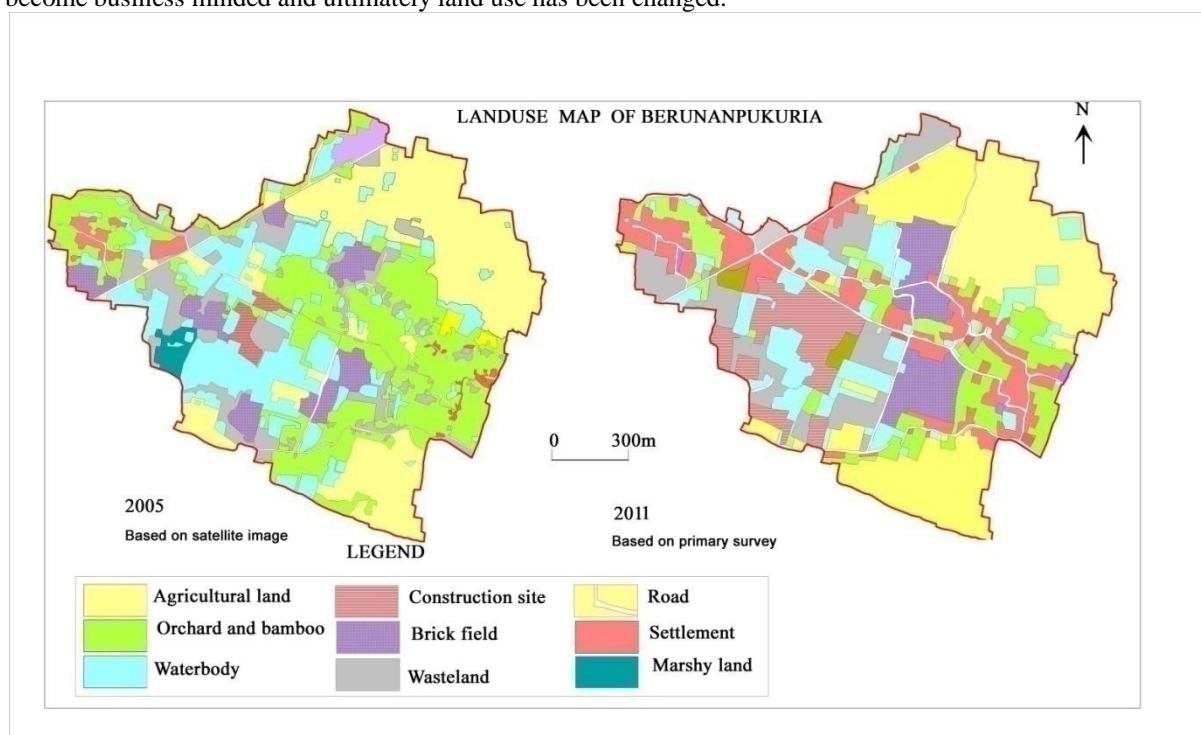 become business minded and ultimately land use has been changed.
LANDUSE MAP OF BERUNANPUKURIA
N
0 300m
2005
Based on satellite image
2011
Based on primary survey
LEGEND
Agricultural land
Construction site
Road
Orchard and bamboo
Brick field
Settlement
Waterbody
Wasteland
Marshy land